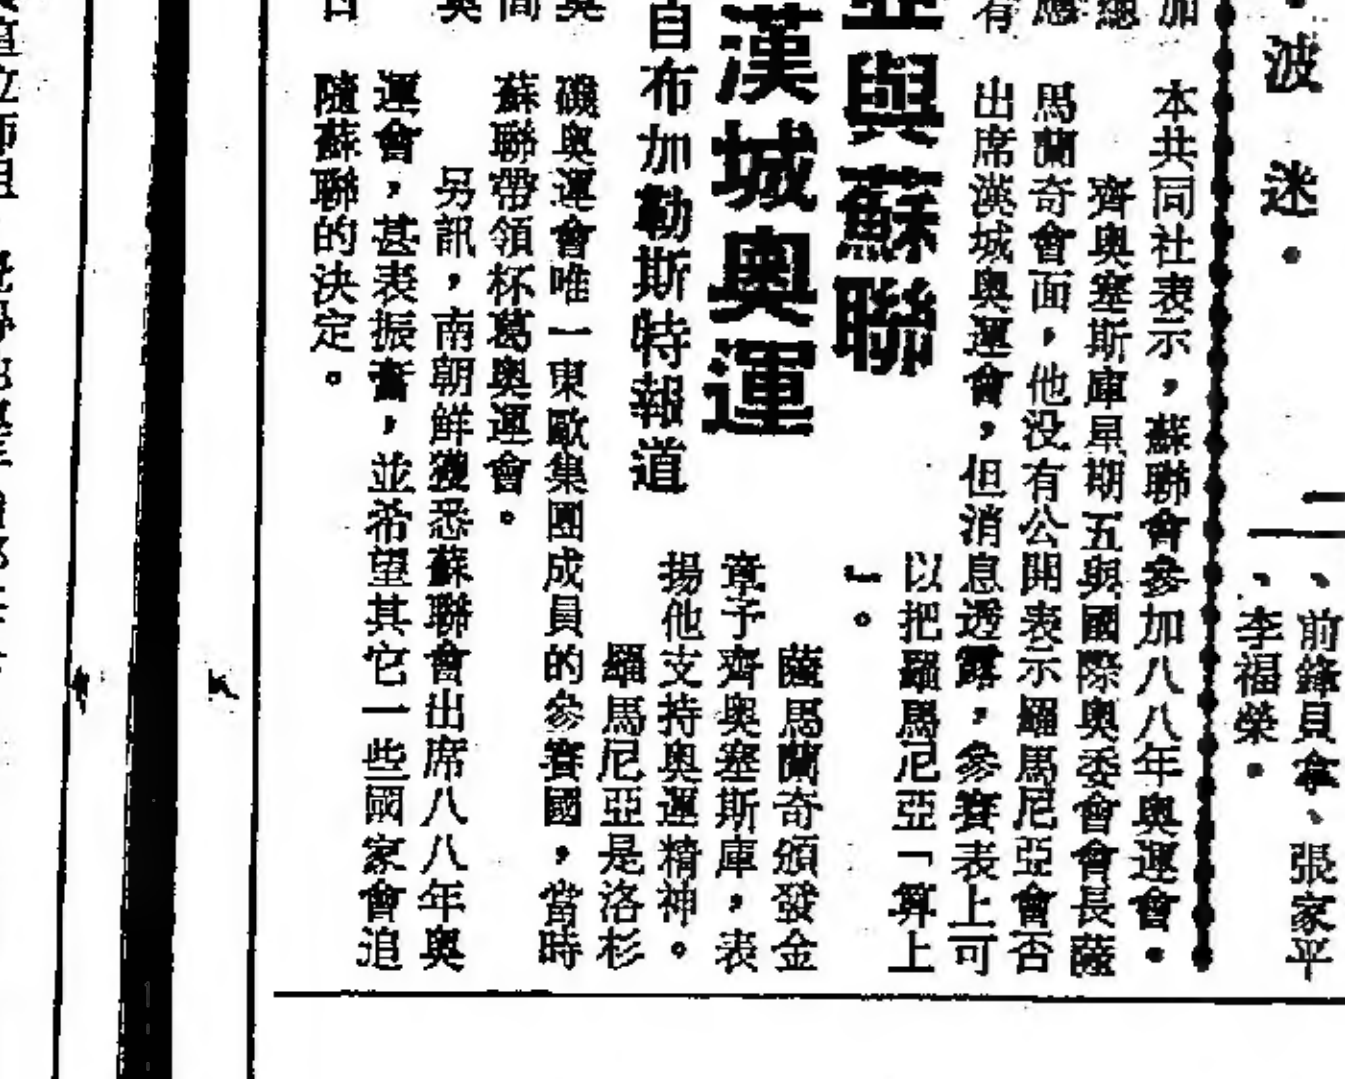 波迷·
二、前鋒貝拿、張家平
一、李福榮。
加
本共同社表示，蘇聯會參加八八年奧運會。
總
齊奧塞斯庫星期五與國際奧委會會長薩
應
馬蘭奇會面，他没有公開表示羅馬尼亞會否
有
出席漢城奧運會，但消息透露，參賽表上可
以把羅馬尼亞「算上
」。
亞與蘇聯
漢城奧運
自布加勒斯特報道
薩馬蘭奇頒發金
章予齊奧塞斯庫，表
揚他支持奧運精神。
羅馬尼亞是洛杉
磯奧運會唯一東歐集團成員的參賽國，當時
蘇聯帶領杯葛奧運會。
另訊，南朝鮮獲悉蘇聯會出席八八年奧
運會，甚表振奮，並希望其它一些國家會追
隨蘇聯的決定。